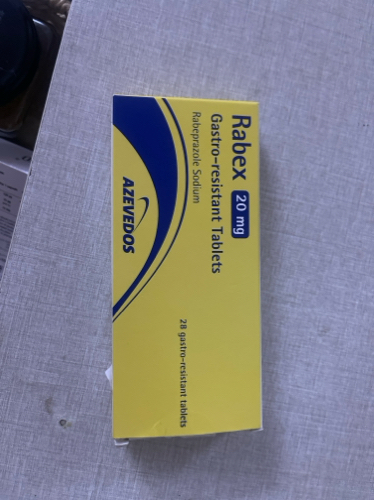 Rabex 20 mg
Gastro-resistant Tablets
Rabeprazole Sodium
AZEVEDOS
28 gastro-resistant tablets